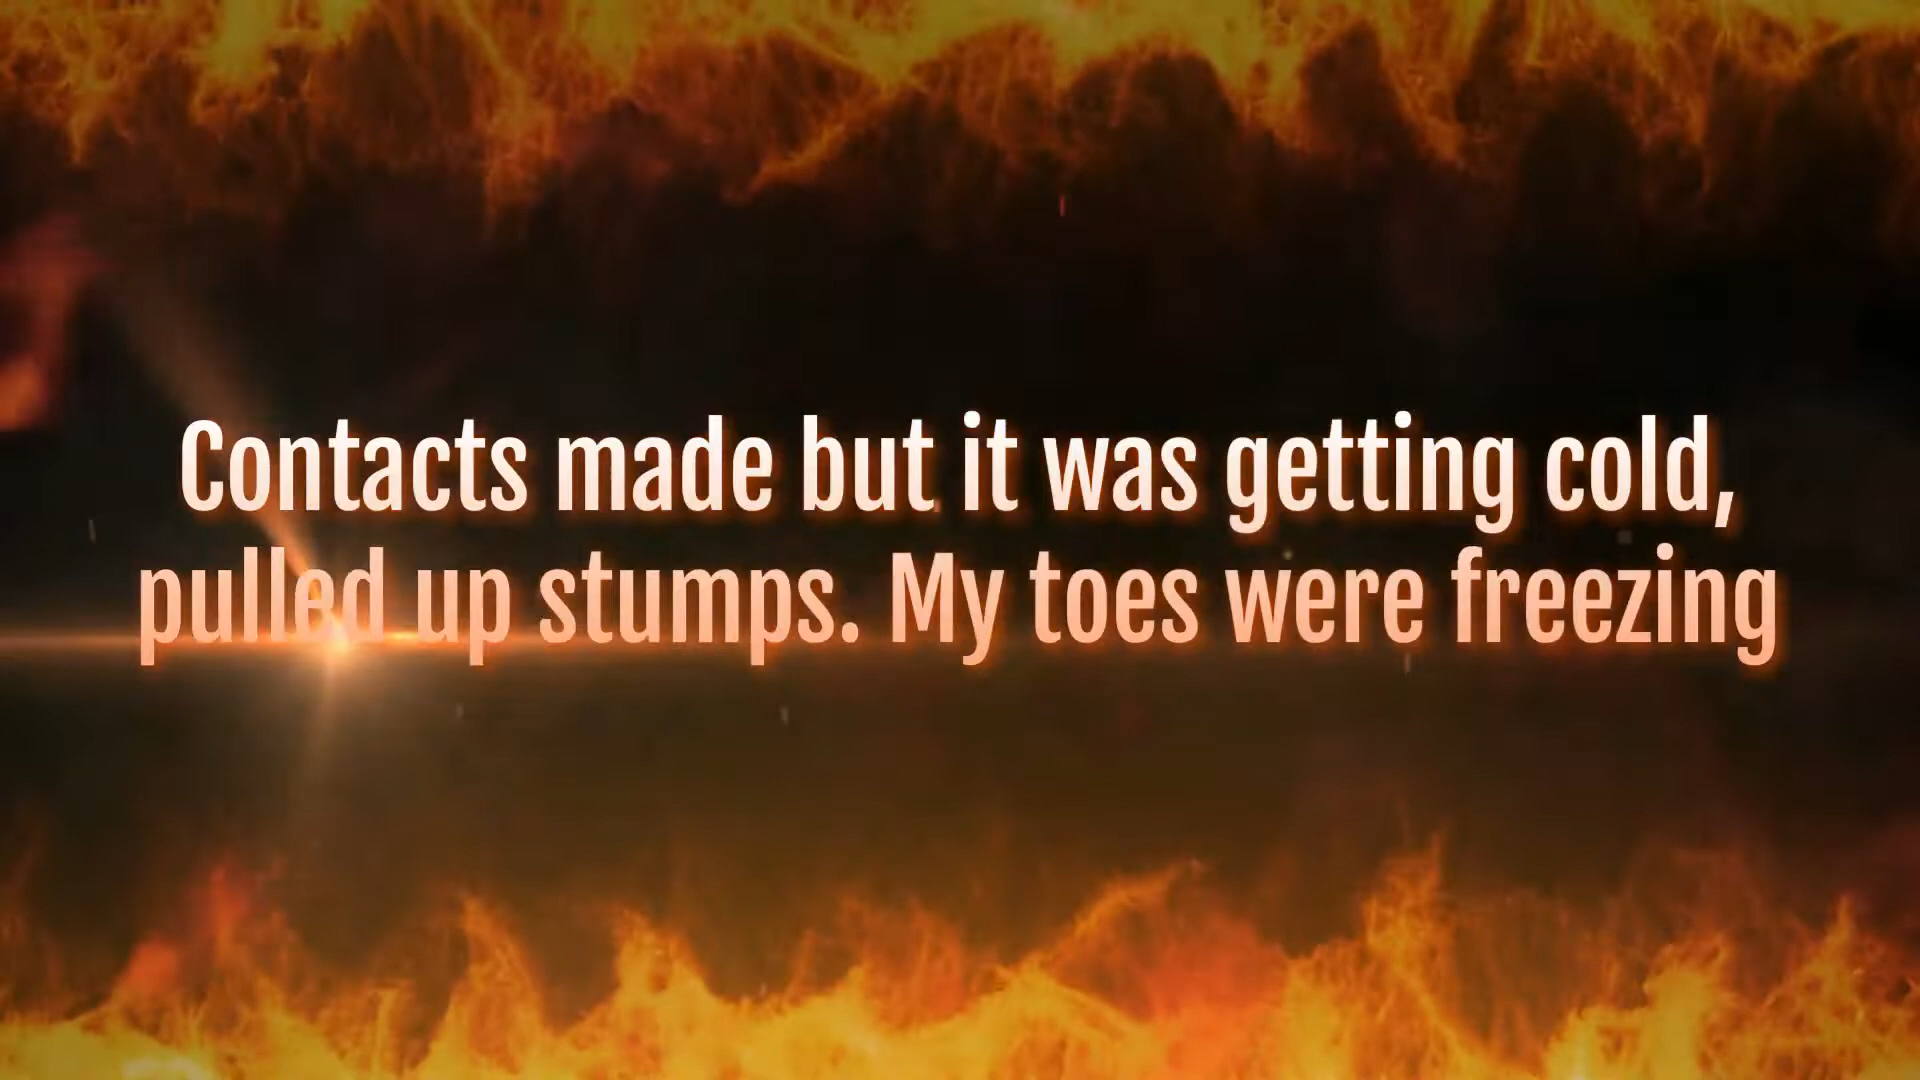 Contacts made but it was getting cold,
pulled up stumps. My toes were freezing